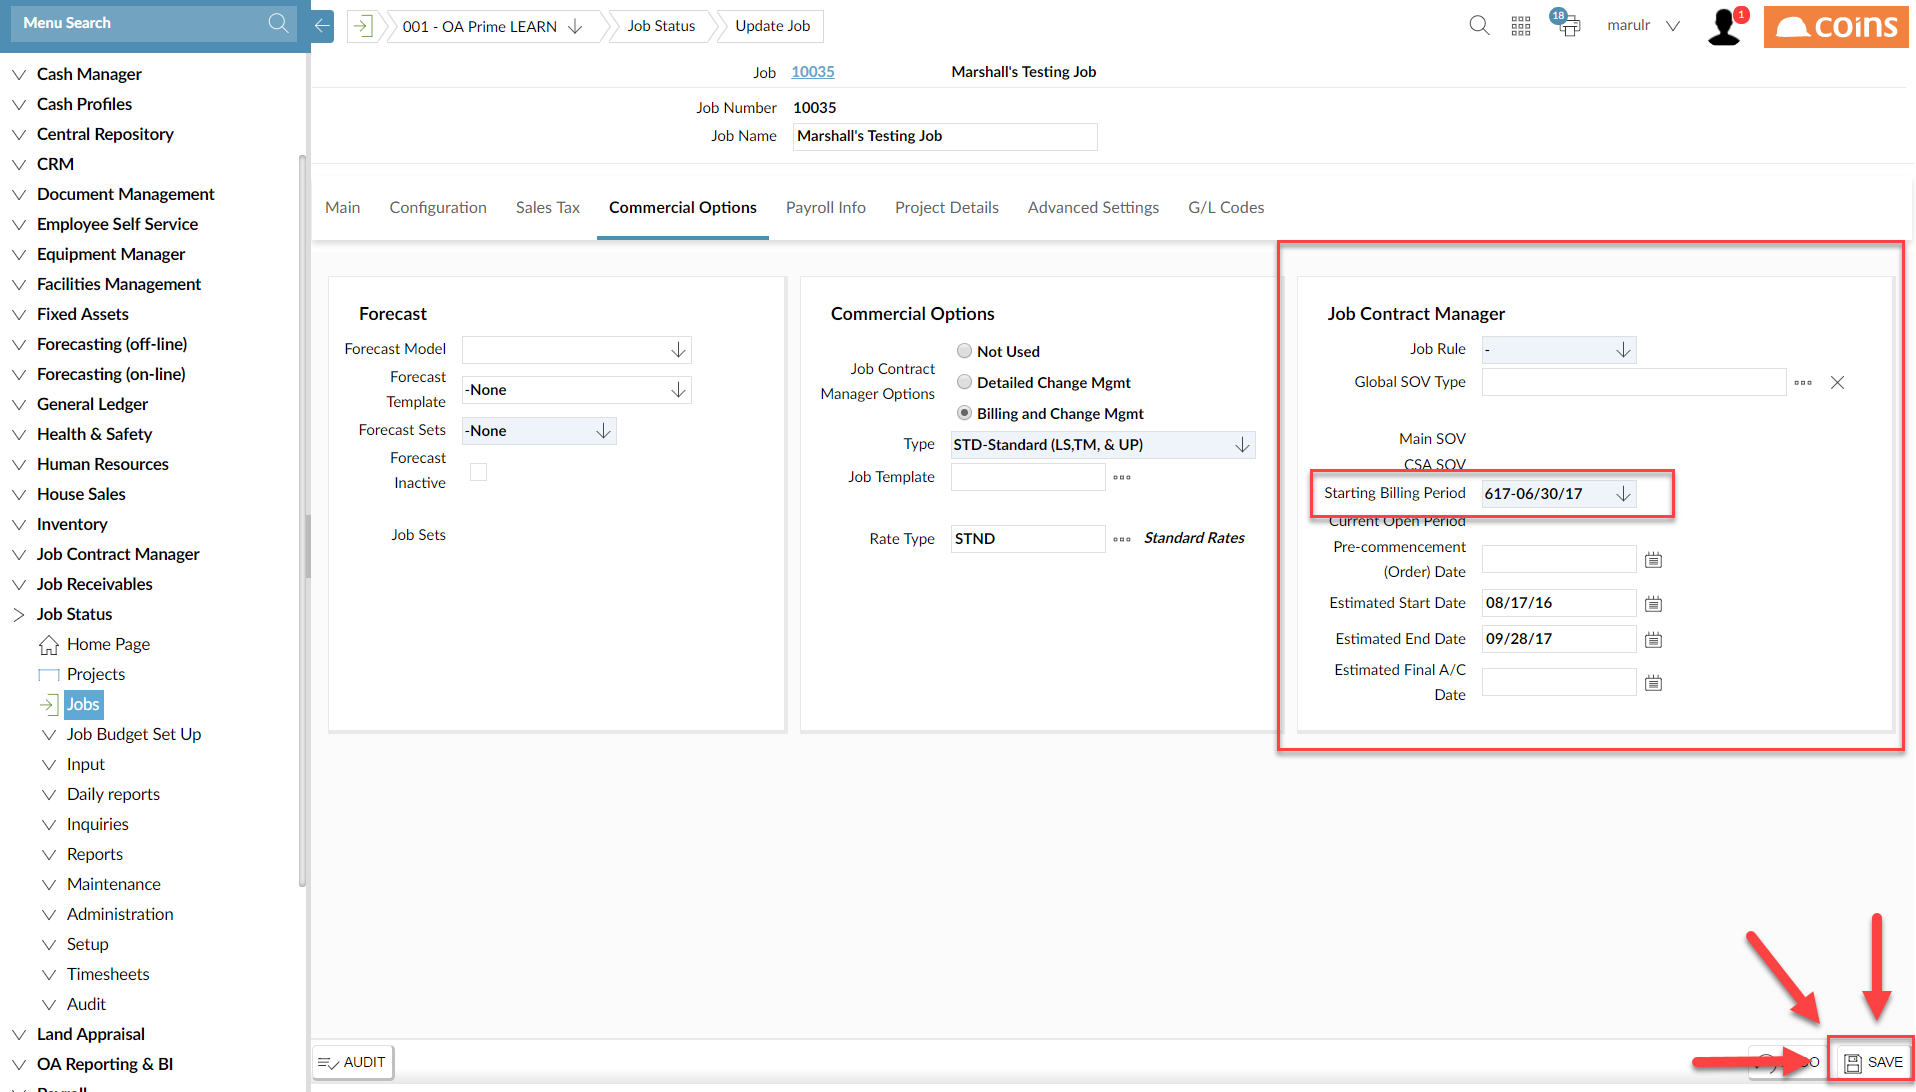 Menu Search
001 - OA Prime LEARN
Job Status
Update Job
18
marulr
1
coins
Cash Manager
Cash Profiles
Central Repository
CRM
Document Management
Employee Self Service
Equipment Manager
Facilities Management
Fixed Assets
Forecasting (off-line)
Forecasting (on-line)
General Ledger
Health & Safety
Human Resources
House Sales
Inventory
Job Contract Manager
Job Receivables
Job Status
Home Page
Projects
Jobs
Job Budget Set Up
Input
Daily reports
Inquiries
Reports
Maintenance
Administration
Setup
Timesheets
Audit
Land Appraisal
OA Reporting & BI
Payroll
Job 10035 Marshall's Testing Job
Job Number 10035
Job Name Marshall's Testing Job
Main Configuration Sales Tax Commercial Options Payroll Info Project Details Advanced Settings G/L Codes
Forecast
Forecast Model
Forecast
Template
-None
Forecast Sets -None
Forecast
Inactive
Job Sets
Commercial Options
Job Contract
Manager Options
Not Used
Detailed Change Mgmt
Billing and Change Mgmt
Type STD-Standard (LS,TM, & UP)
Job Template
Rate Type STND Standard Rates
Job Contract Manager
Job Rule -
Global SOV Type
Main SOV
CSA SOV
Starting Billing Period 617-06/30/17
Current Open Period
Pre-commencement
(Order) Date
Estimated Start Date 08/17/16
Estimated End Date 09/28/17
Estimated Final A/C
Date
AUDIT
SAVE